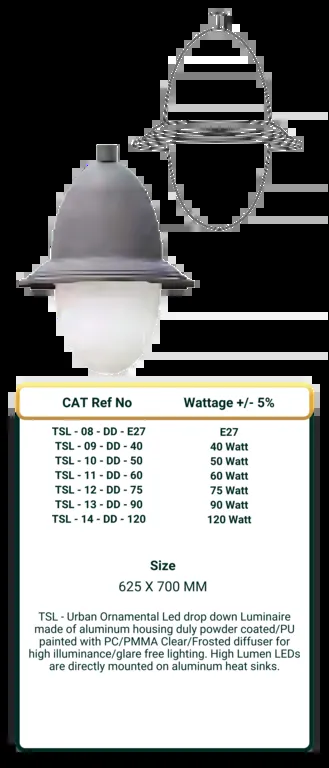 CAT Ref No Wattage +/- 5%
TSL - 08 - DD - E27 E27
TSL - 09 - DD - 40 40 Watt
TSL - 10 - DD - 50 50 Watt
TSL - 11 - DD - 60 60 Watt
TSL - 12 - DD - 75 75 Watt
TSL - 13 - DD - 90 90 Watt
TSL - 14 - DD - 120 120 Watt
Size
625 X 700 MM
TSL - Urban Ornamental Led drop down Luminaire
made of aluminum housing duly powder coated/PU
painted with PC/PMMA Clear/Frosted diffuser for
high illuminance/glare free lighting. High Lumen LEDs
are directly mounted on aluminum heat sinks.